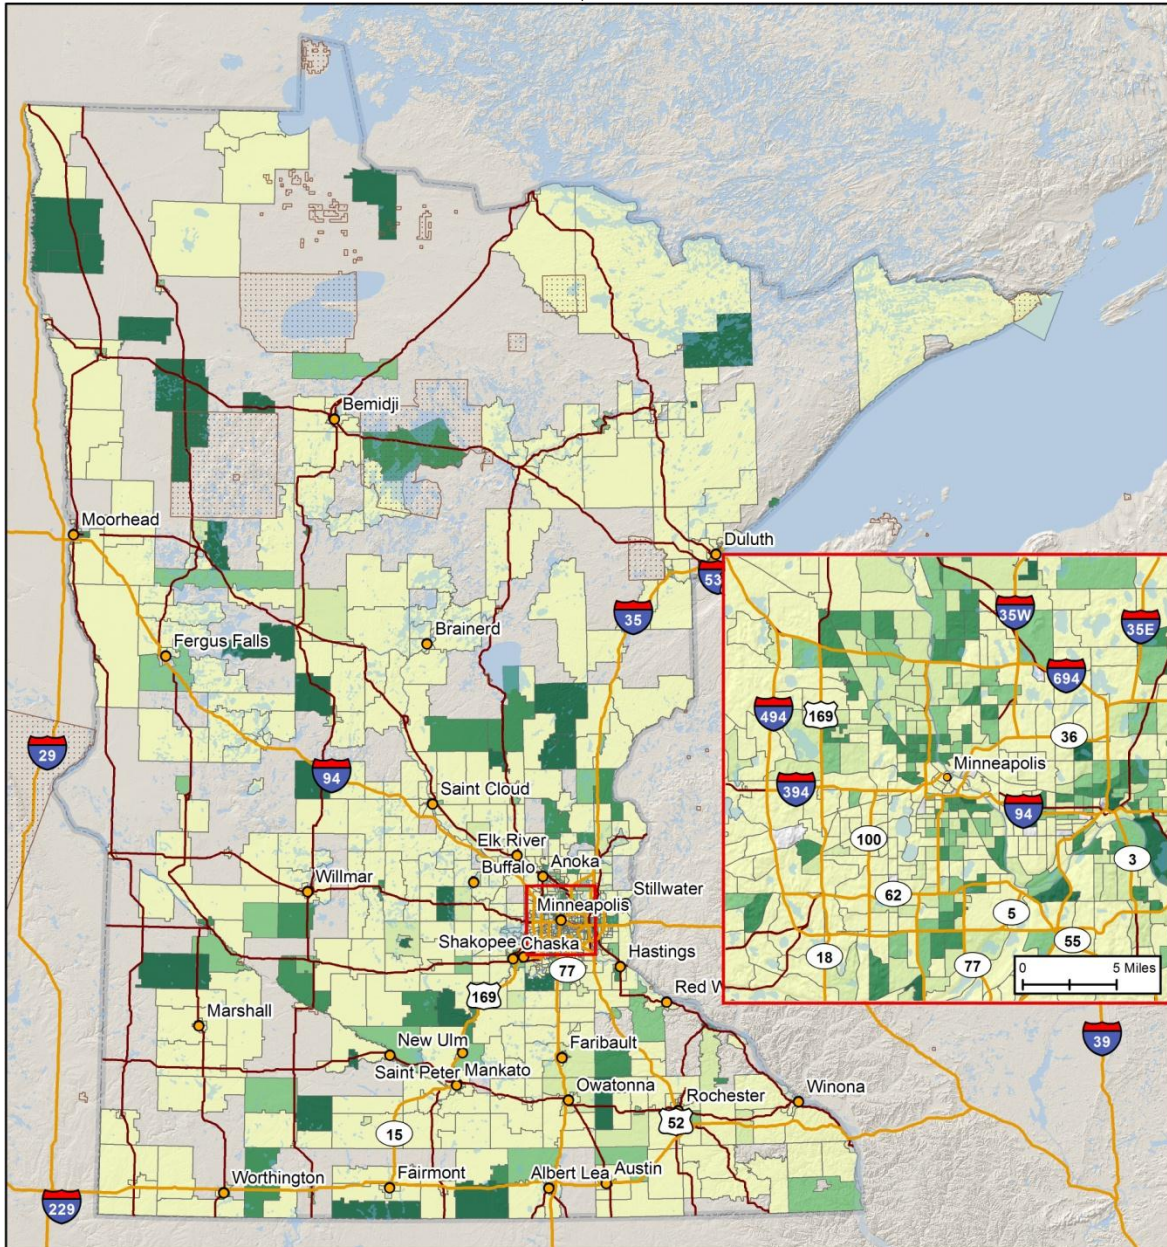 Bemidji
Moorhead
Duluth
53
35
Fergus Falls
Brainerd
35W
35E
694
494
169
36
29
94
Minneapolis
394
94
Saint Cloud
100
3
Elk River
Anoka
Buffalo
Willmar
Stillwater
62
Minneapolis
5
55
Shakopee
Chaska
18
77
0 5 Miles
Hastings
77
169
Red W
Marshall
39
New Ulm
Faribault
Saint Peter
Mankato
Owatonna
Rochester
Winona
52
15
Worthington
Fairmont
Albert Lea
Austin
229